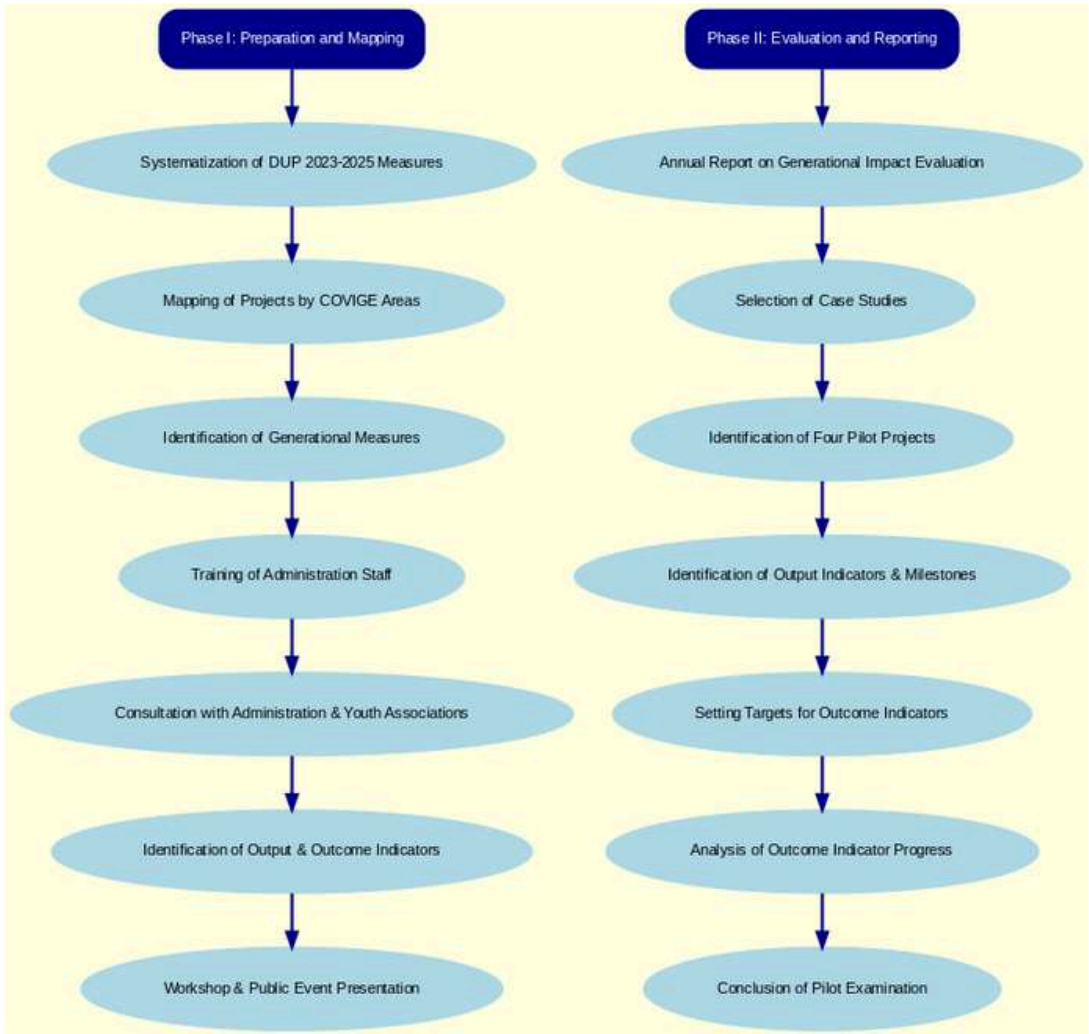 Phase I: Preparation and Mapping
Systematization of DUP 2023-2025 Measures
Mapping of Projects by COVIGE Areas
Identification of Generational Measures
Training of Administration Staff
Consultation with Administration & Youth Associations
Identification of Output & Outcome Indicators
Workshop & Public Event Presentation
Phase II: Evaluation and Reporting
Annual Report on Generational Impact Evaluation
Selection of Case Studies
Identification of Four Pilot Projects
Identification of Output Indicators & Milestones
Setting Targets for Outcome Indicators
Analysis of Outcome Indicator Progress
Conclusion of Pilot Examination